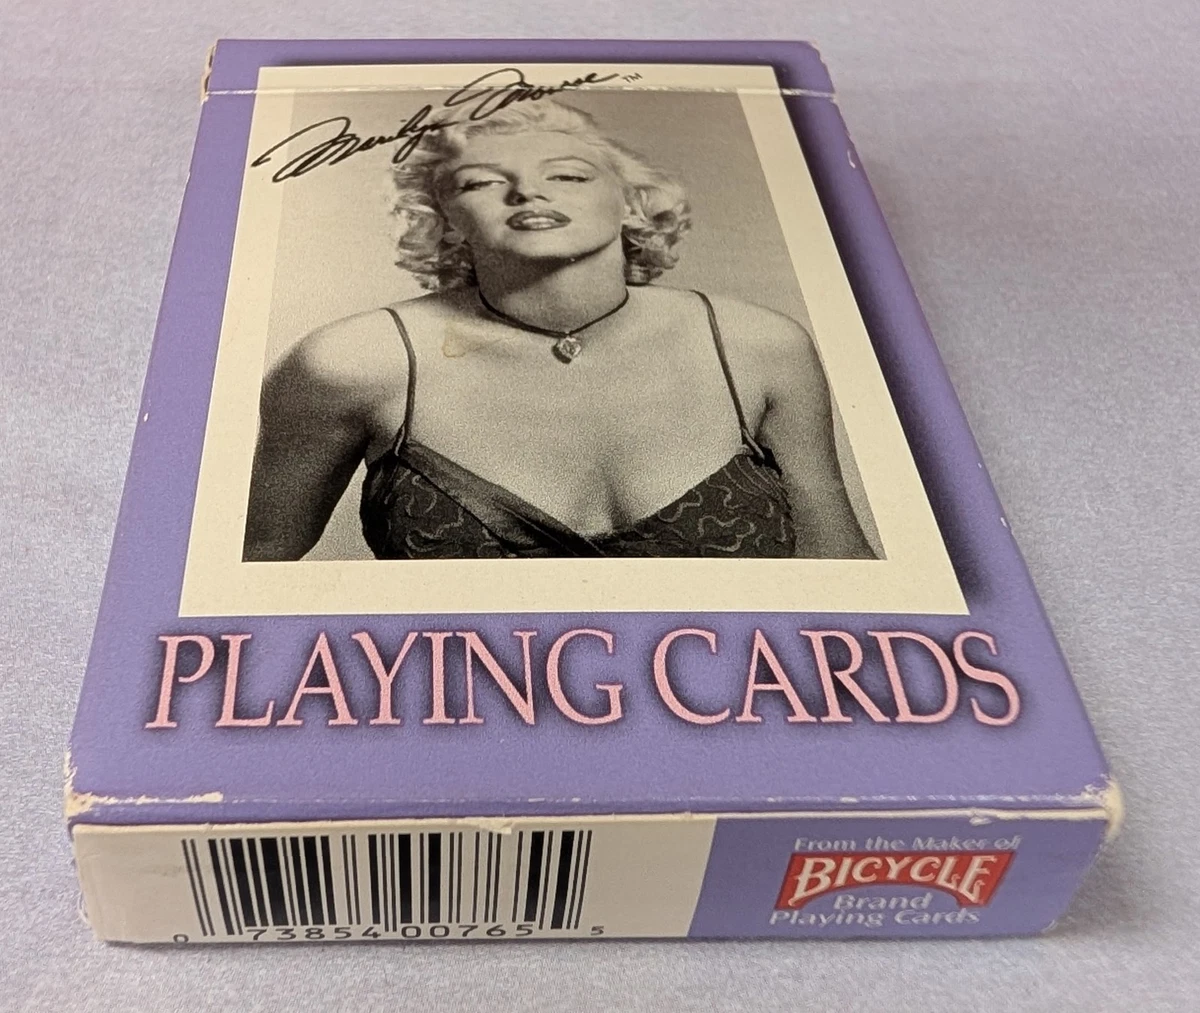 Marilyn Monroe™
PLAYING CARDS
0 73854 00765 5
From the Maker of
BICYCLE
Brand
Playing Cards